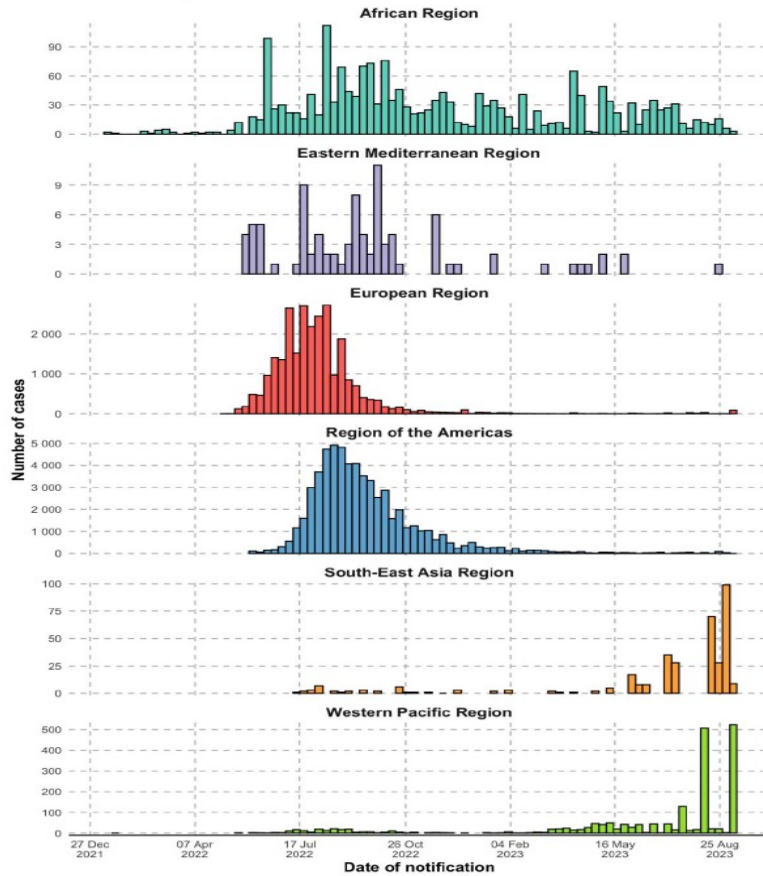 African Region
90
60
30
0
Eastern Mediterranean Region
9
6
3
0
European Region
2 000
1 000
0
Region of the Americas
5 000
4 000
3 000
2 000
1 000
0
South-East Asia Region
100
75
50
25
0
Western Pacific Region
500
400
300
200
100
0
Number of cases
27 Dec 2021
07 Apr 2022
17 Jul 2022
26 Oct 2022
04 Feb 2023
16 May 2023
25 Aug 2023
Date of notification